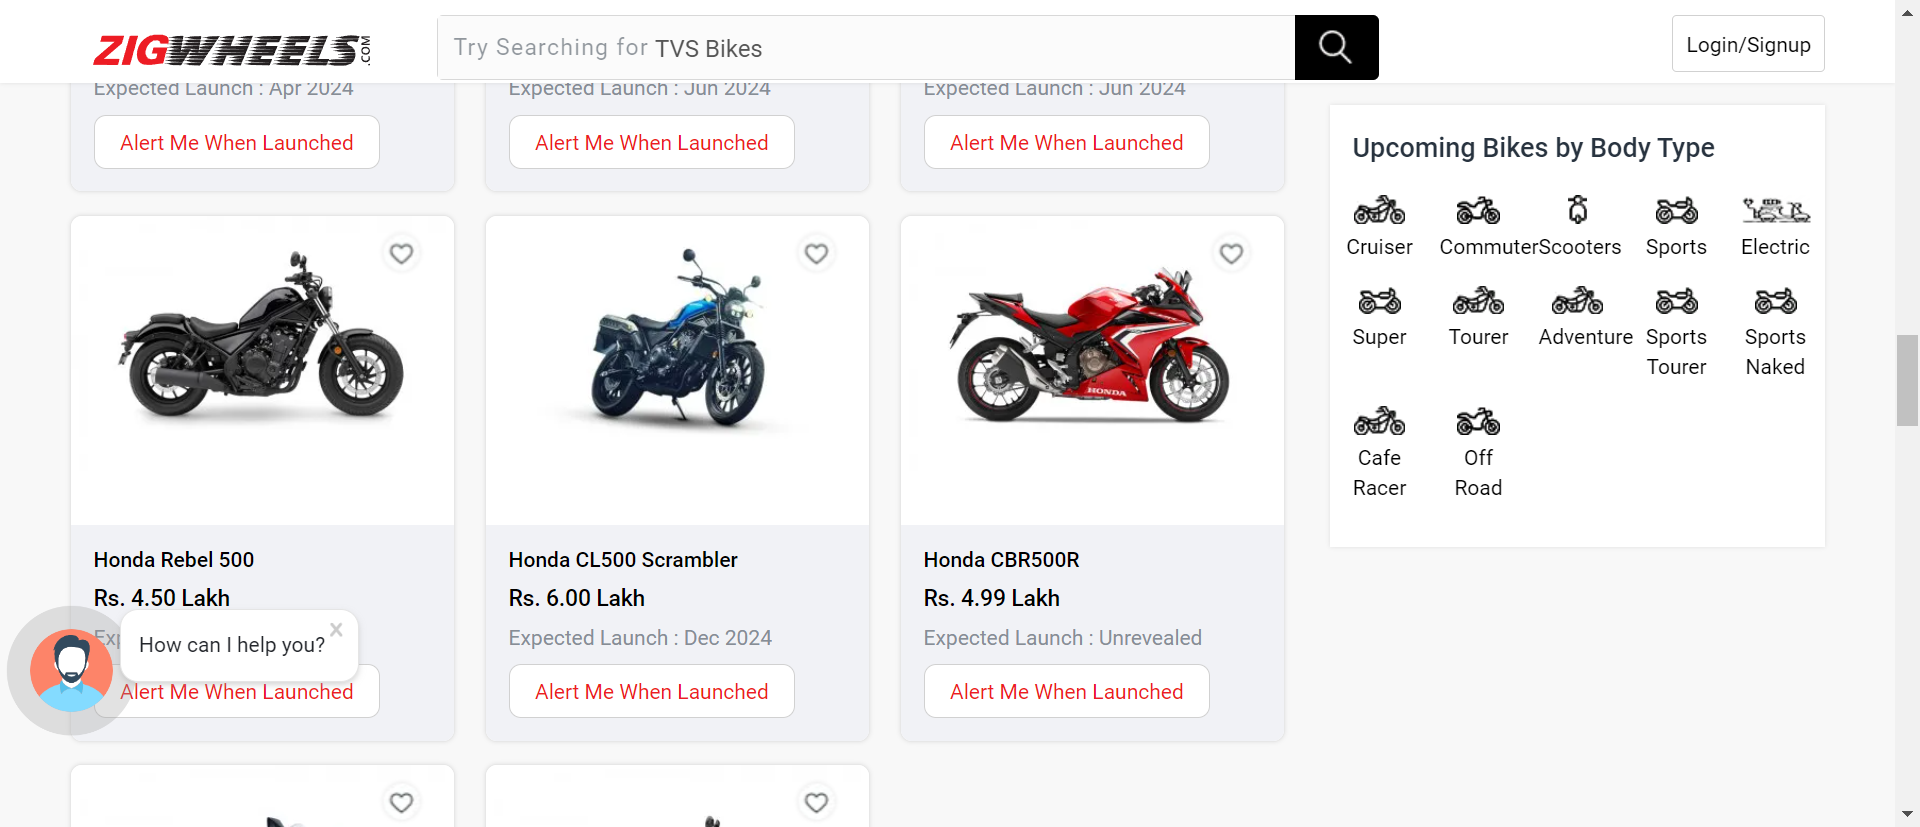 ZIGWHEELS.COM
Try Searching for TVS Bikes
Login/Signup
Expected Launch : Apr 2024
Expected Launch : Jun 2024
Expected Launch : Jun 2024
Alert Me When Launched
Alert Me When Launched
Alert Me When Launched
HONDA
Honda Rebel 500
Rs. 4.50 Lakh
Alert Me When Launched
Honda CL500 Scrambler
Rs. 6.00 Lakh
Expected Launch : Dec 2024
Alert Me When Launched
Honda CBR500R
Rs. 4.99 Lakh
Expected Launch : Unrevealed
Alert Me When Launched
How can I help you?
Upcoming Bikes by Body Type
Cruiser
Commuter
Scooters
Sports
Electric
Super
Tourer
Adventure
Sports
Tourer
Sports
Naked
Cafe
Racer
Off
Road